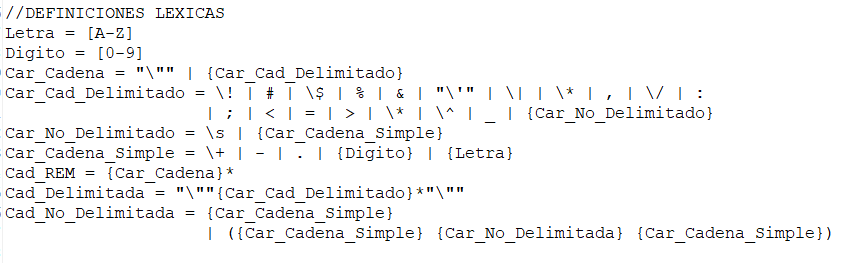 //DEFINICIONES LEXICAS
Letra = [A-Z]
Digito = [0-9]
Car_Cadena = "\"" | {Car_Cad_Delimitado}
Car_Cad_Delimitado = \! | # | \$ | % | & | "\'" | \| | \* | , | \/ | :
| ; | < | = | > | \* | \^ | _ | {Car_No_Delimitado}
Car_No_Delimitado = \s | {Car_Cadena_Simple}
Car_Cadena_Simple = \+ | - | . | {Digito} | {Letra}
Cad_REM = {Car_Cadena}*
Cad_Delimitada = "\""{Car_Cad_Delimitado}*"\""
Cad_No_Delimitada = {Car_Cadena_Simple}
| ({Car_Cadena_Simple} {Car_No_Delimitada} {Car_Cadena_Simple})